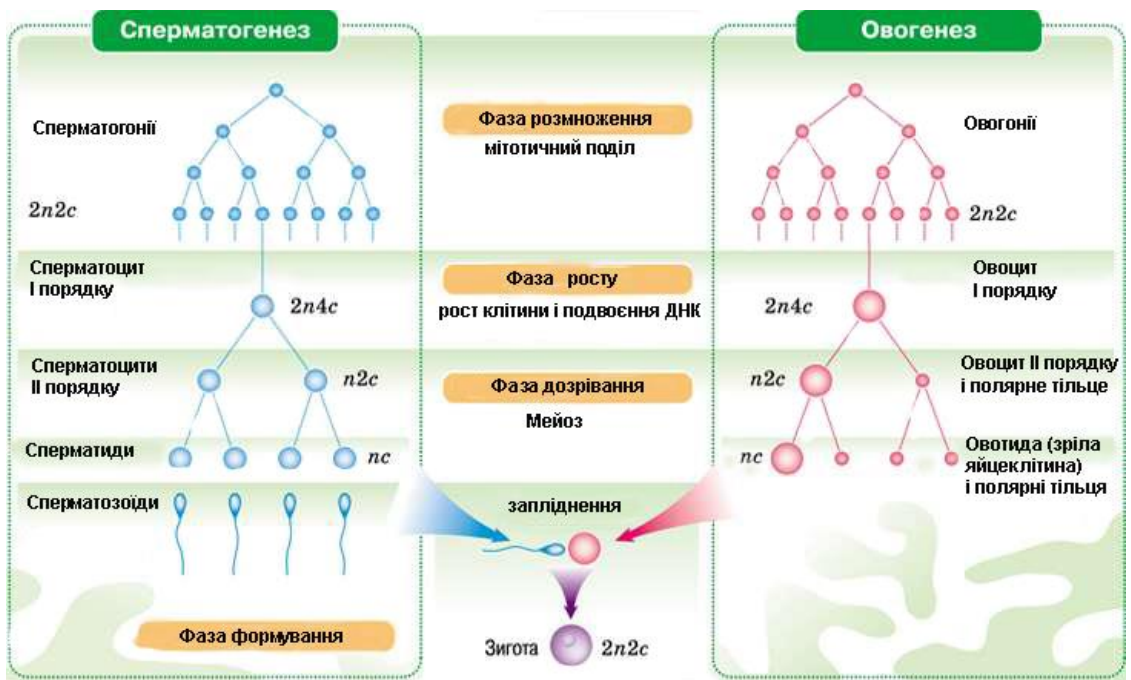 Сперматогенез
Овогенез
Сперматогонії
Фаза розмноження
мітотичний поділ
Овогонії
2n2c
2n2c
Сперматоцит
І порядку
2n4c
Фаза росту
рост клітини і подвоєння ДНК
2n4c
Овоцит
І порядку
Сперматоцити
ІІ порядку
n2c
Фаза дозрівання
Мейоз
n2c
Овоцит ІІ порядку
і полярне тільце
Сперматиди
nc
nc
Овотида (зріла
яйцеклітина)
і полярні тільця
Сперматозоїди
запліднення
Фаза формування
Зигота
2n2c